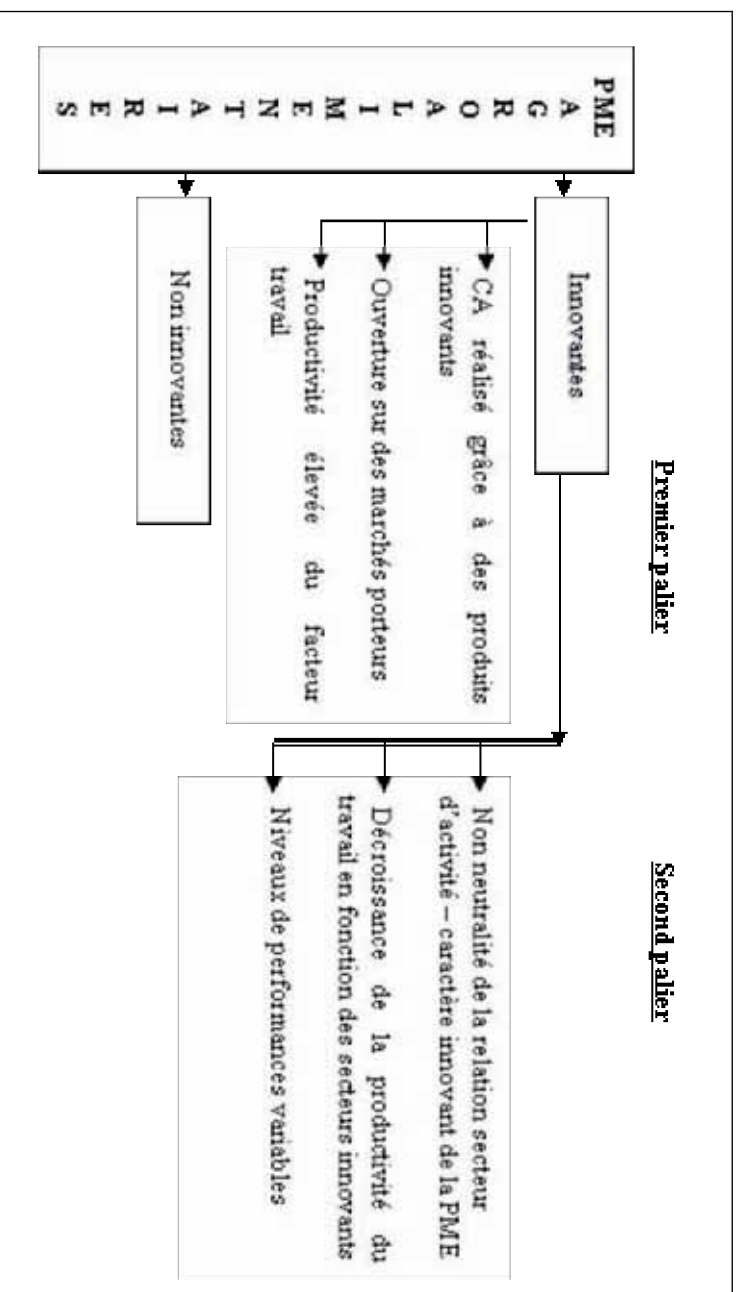 Premier palier
Second palier
PME
A
G
R
O
A
L
I
M
E
N
T
A
I
R
E
S
Innovantes
CA réalisé grâce à des produits
innovants
Ouverture sur des marchés porteurs
Productivité élevée du facteur
travail
Non innovantes
Non neutralité de la relation secteur
d'activité – caractère innovant de la PME
Décroissance de la productivité du
travail en fonction des secteurs innovants
Niveaux de performances variables